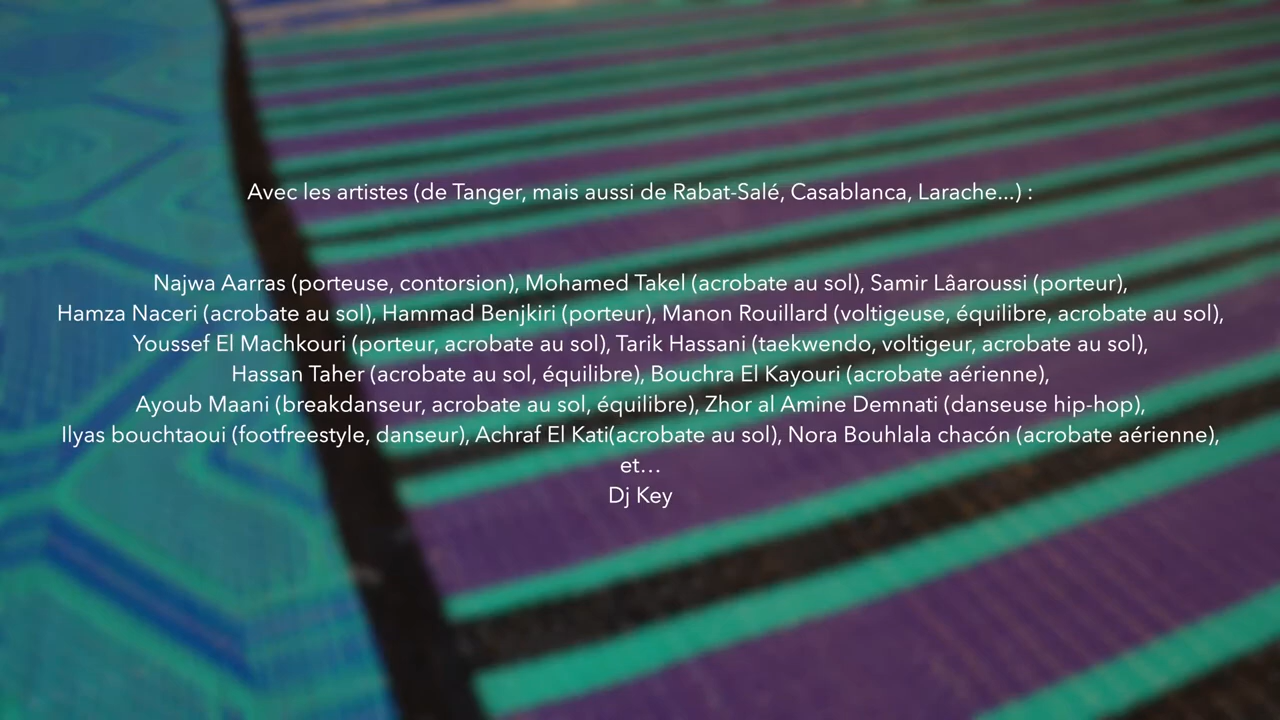 Avec les artistes (de Tanger, mais aussi de Rabat-Salé, Casablanca, Larache...) :
Najwa Aarras (porteuse, contorsion), Mohamed Takel (acrobate au sol), Samir Lâaroussi (porteur),
Hamza Naceri (acrobate au sol), Hammad Benjkiri (porteur), Manon Rouillard (voltigeuse, équilibre, acrobate au sol),
Youssef El Machkouri (porteur, acrobate au sol), Tarik Hassani (taekwendo, voltigeur, acrobate au sol),
Hassan Taher (acrobate au sol, équilibre), Bouchra El Kayouri (acrobate aérienne),
Ayoub Maani (breakdanseur, acrobate au sol, équilibre), Zhor al Amine Demnati (danseuse hip-hop),
Ilyas bouchtaoui (footfreestyle, danseur), Achraf El Kati(acrobate au sol), Nora Bouhlala chacón (acrobate aérienne),
et…
Dj Key